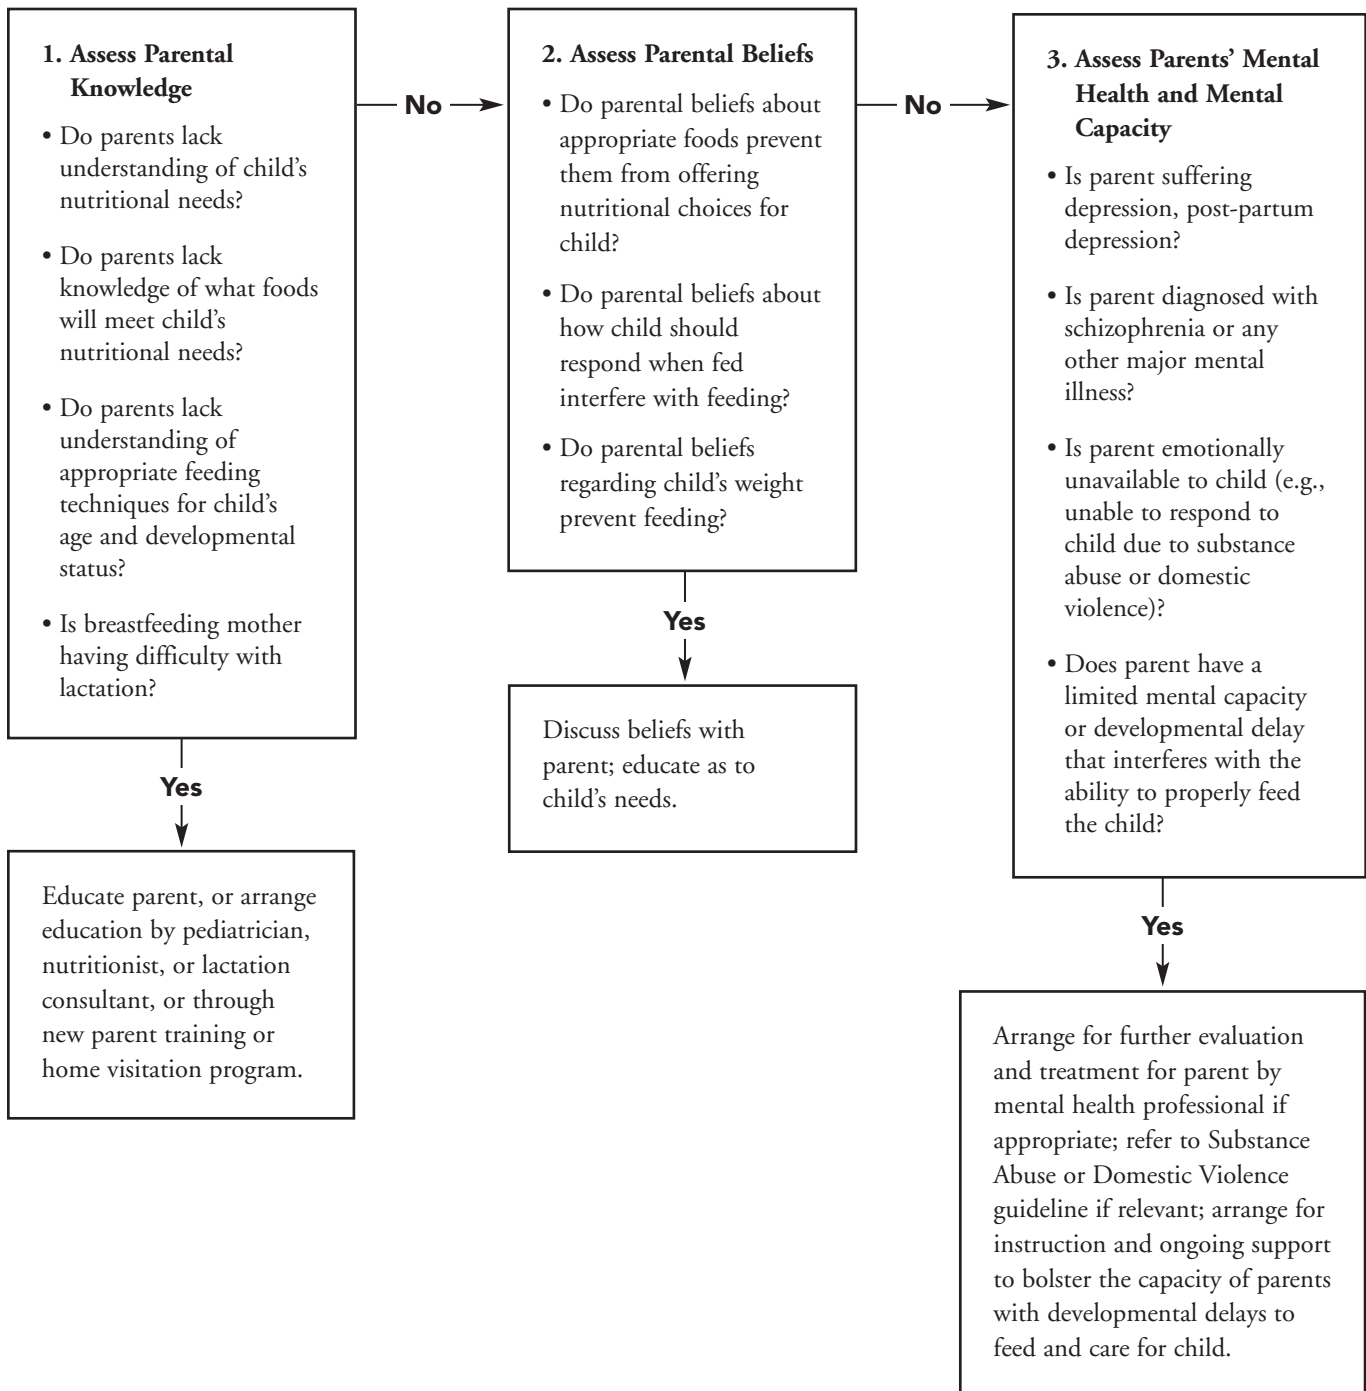 1. Assess Parental
Knowledge
• Do parents lack
understanding of child’s
nutritional needs?
• Do parents lack
knowledge of what foods
will meet child’s
nutritional needs?
• Do parents lack
understanding of
appropriate feeding
techniques for child’s
age and developmental
status?
• Is breastfeeding mother
having difficulty with
lactation?
No
Yes
Educate parent, or arrange
education by pediatrician,
nutritionist, or lactation
consultant, or through
new parent training or
home visitation program.
2. Assess Parental Beliefs
• Do parental beliefs about
appropriate foods prevent
them from offering
nutritional choices for
child?
• Do parental beliefs about
how child should
respond when fed
interfere with feeding?
• Do parental beliefs
regarding child’s weight
prevent feeding?
No
Yes
Discuss beliefs with
parent; educate as to
child’s needs.
3. Assess Parents’ Mental
Health and Mental
Capacity
• Is parent suffering
depression, post-partum
depression?
• Is parent diagnosed with
schizophrenia or any
other major mental
illness?
• Is parent emotionally
unavailable to child (e.g.,
unable to respond to
child due to substance
abuse or domestic
violence)?
• Does parent have a
limited mental capacity
or developmental delay
that interferes with the
ability to properly feed
the child?
Yes
Arrange for further evaluation
and treatment for parent by
mental health professional if
appropriate; refer to Substance
Abuse or Domestic Violence
guideline if relevant; arrange for
instruction and ongoing support
to bolster the capacity of parents
with developmental delays to
feed and care for child.